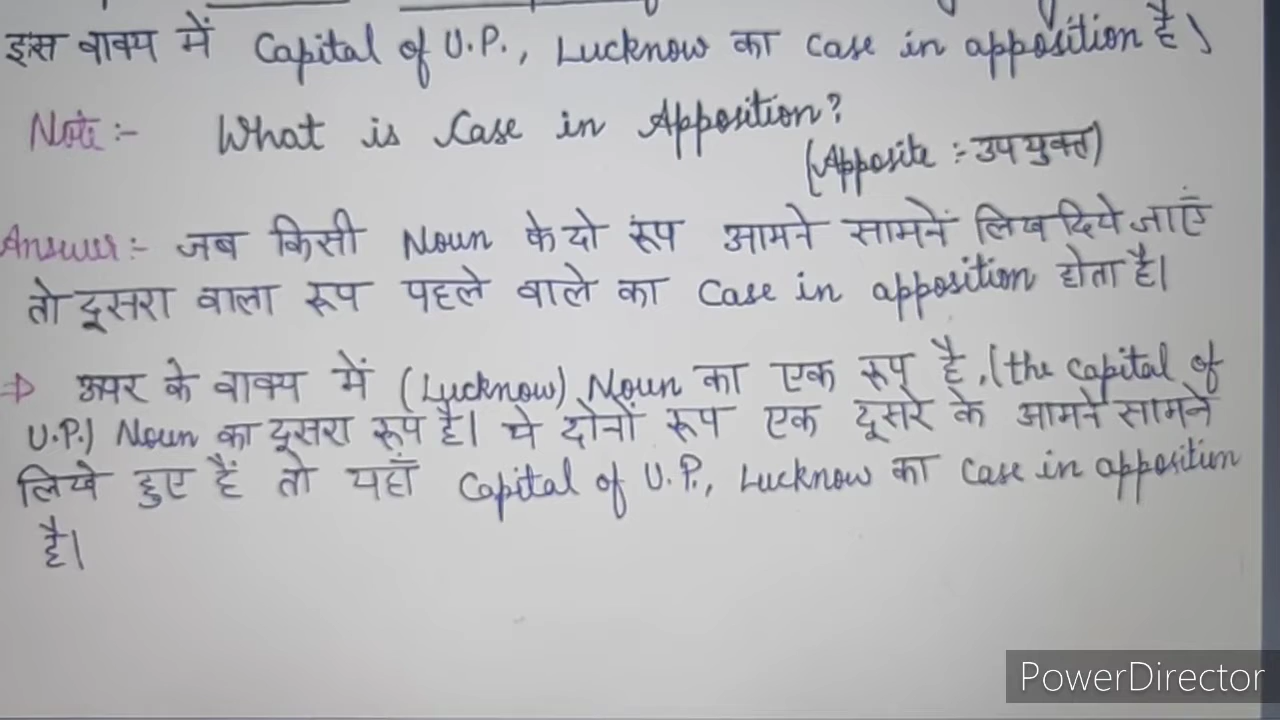 इस वाक्य में Capital of U.P., Lucknow का case in apposition है।
Note:- What is Case in Apposition?
(Apposite :- उपयुक्त)
Answer:- जब किसी Noun के दो रूप आमने सामनें लिख दिये जाएँ
तो दूसरा वाला रूप पहले वाले का Case in apposition होता है।
⇒ ऊपर के वाक्य में (Lucknow) Noun का एक रूप है, (the capital of
U.P.) Noun का दूसरा रूप है। ये दोनों रूप एक दूसरे के आमने सामने
लिखे हुए हैं तो यहाँ Capital of U.P., Lucknow का Case in apposition
है।
PowerDirector